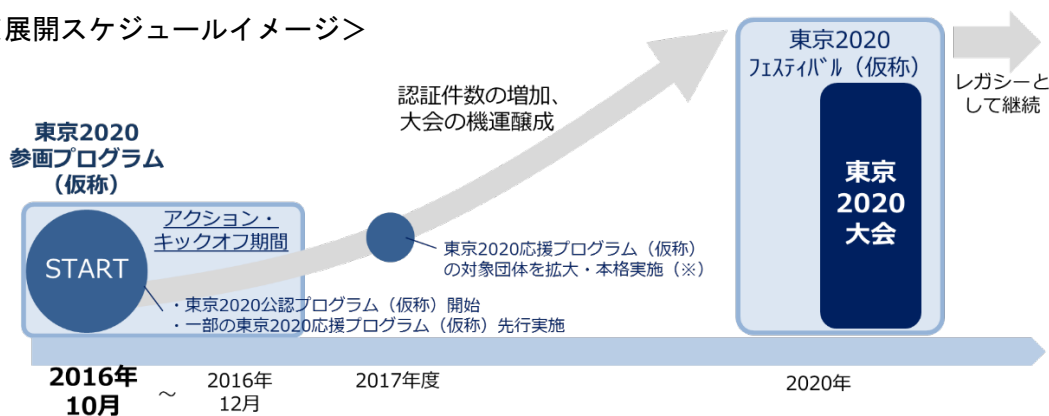 展開スケジュールイメージ＞
東京2020
ﾌｪｽﾃｨﾊﾞﾙ（仮称）
レガシーと
して継続
認証件数の増加、
大会の機運醸成
東京2020
参画プログラム
（仮称）
アクション・
キックオフ期間
START
東京
2020
大会
東京2020応援プログラム（仮称）
の対象団体を拡大・本格実施（※）
・東京2020公認プログラム（仮称）開始
・一部の東京2020応援プログラム（仮称）先行実施
2016年
10月
～
2016年
12月
2017年度
2020年